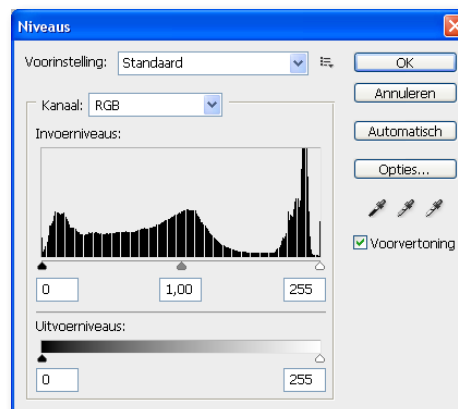 Niveaus
Voorinstelling: Standaard
OK
Annuleren
Automatisch
Opties...
Voorvertoning
Kanaal: RGB
Invoerniveaus:
0 1,00 255
Uitvoerniveaus:
0 255